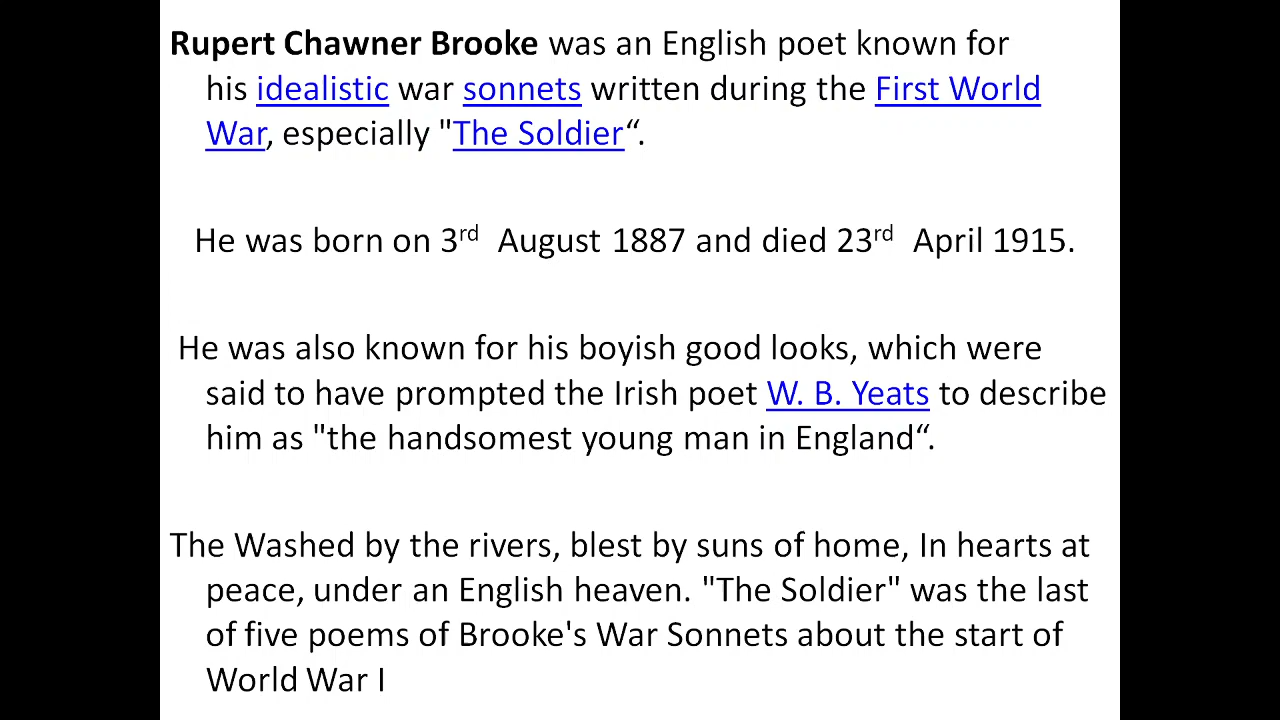 Rupert Chawner Brooke was an English poet known for
his idealistic war sonnets written during the First World
War, especially "The Soldier“.
He was born on 3rd August 1887 and died 23rd April 1915.
He was also known for his boyish good looks, which were
said to have prompted the Irish poet W. B. Yeats to describe
him as "the handsomest young man in England“.
The Washed by the rivers, blest by suns of home, In hearts at
peace, under an English heaven. "The Soldier" was the last
of five poems of Brooke's War Sonnets about the start of
World War I